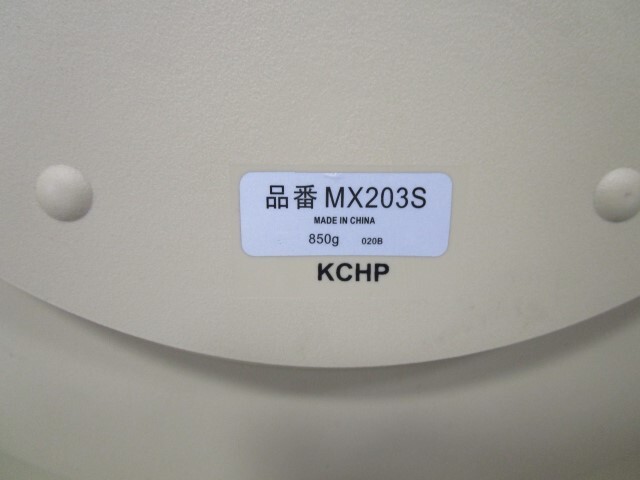 品番 MX203S
MADE IN CHINA
850g 020B
KCHP